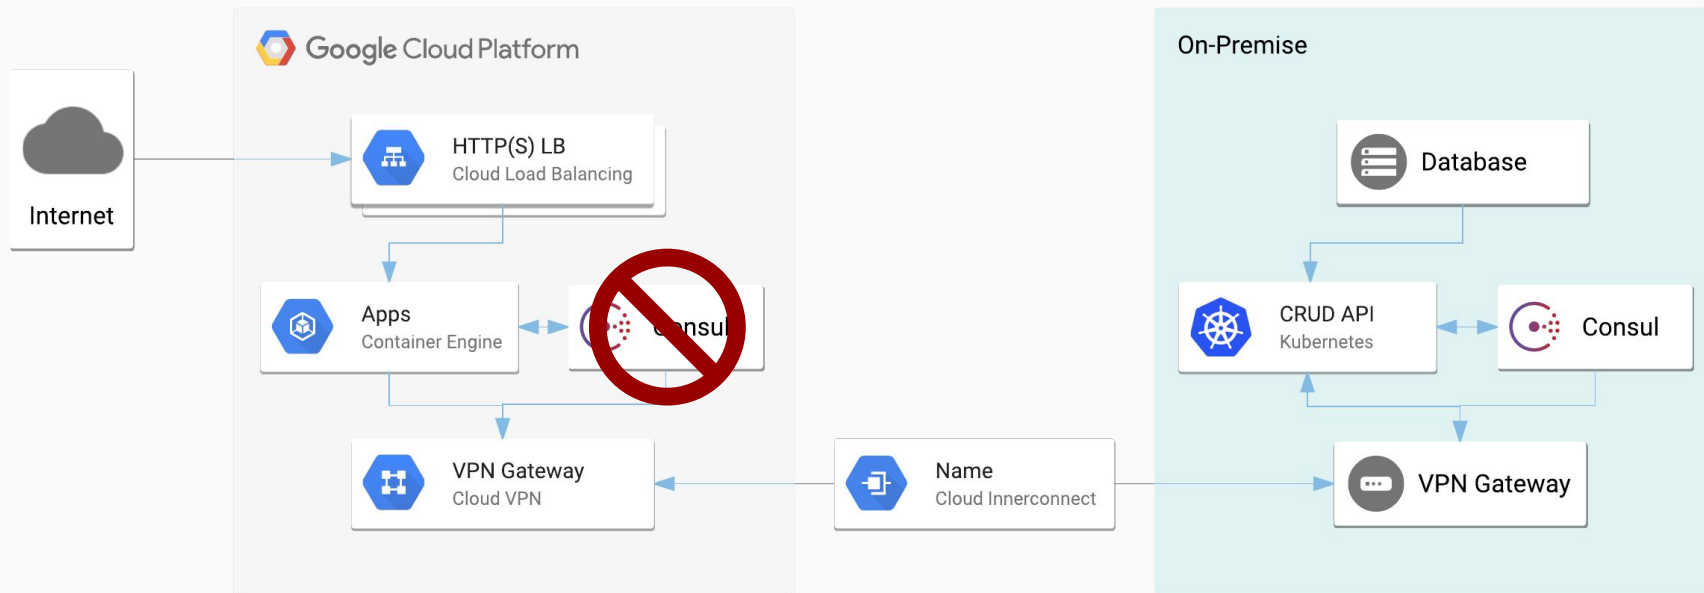 Google Cloud Platform
On-Premise
Internet
HTTP(S) LB
Cloud Load Balancing
Database
Apps
Container Engine
Consul
CRUD API
Kubernetes
Consul
VPN Gateway
Cloud VPN
Name
Cloud Innerconnect
VPN Gateway